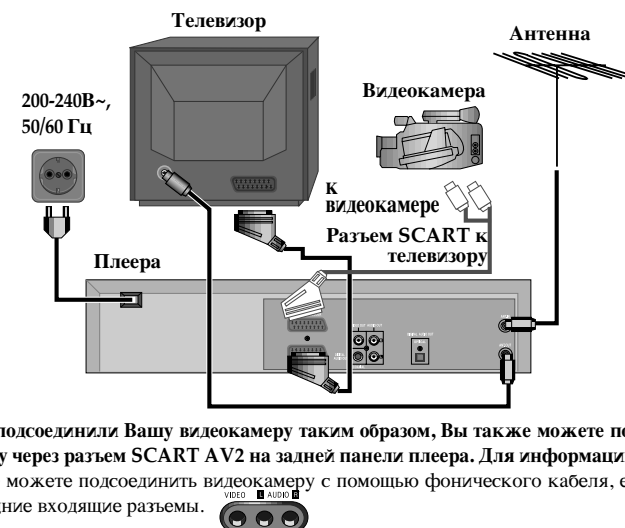 Телевизор
Антенна
200-240В~,
50/60 Гц
Видеокамера
к
видеокамере
Разъем SCART к
телевизору
Плеера
подсоединили Вашу видеокамеру таким образом, Вы также можете по
у через разъем SCART AV2 на задней панели плеера. Для информаци
можете подсоединить видеокамеру с помощью фонического кабеля, е
дние входящие разъемы.
VIDEO L AUDIO R